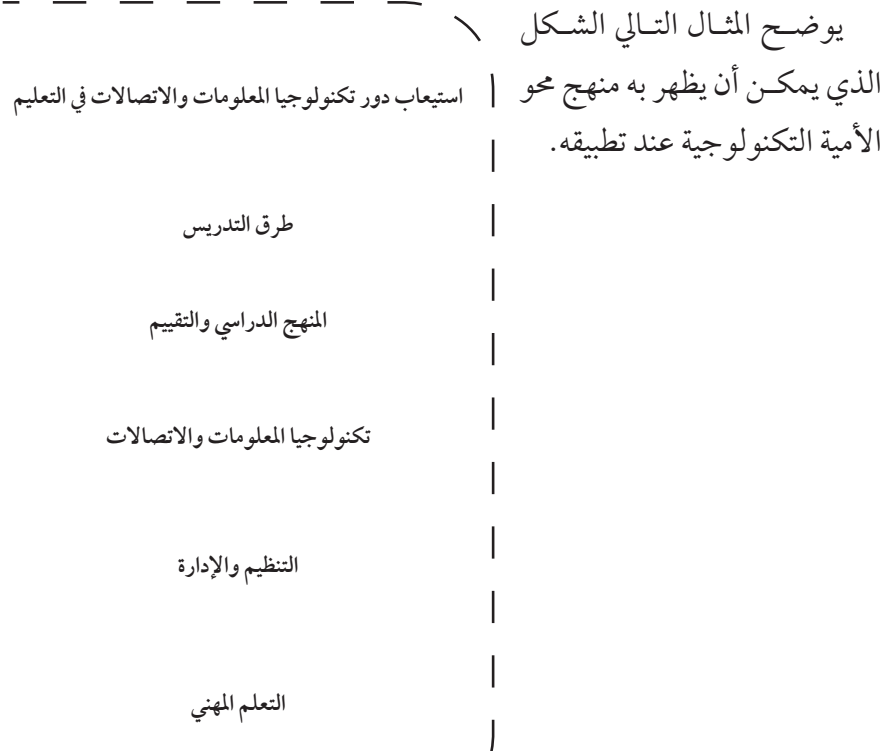 يوضح المثال التالي الشكل
الذي يمكن أن يظهر به منهج محو
الأمية التكنولوجية عند تطبيقه.
استيعاب دور تكنولوجيا المعلومات والاتصالات في التعليم
طرق التدريس
المنهج الدراسي والتقييم
تكنولوجيا المعلومات والاتصالات
التنظيم والإدارة
التعلم المهني